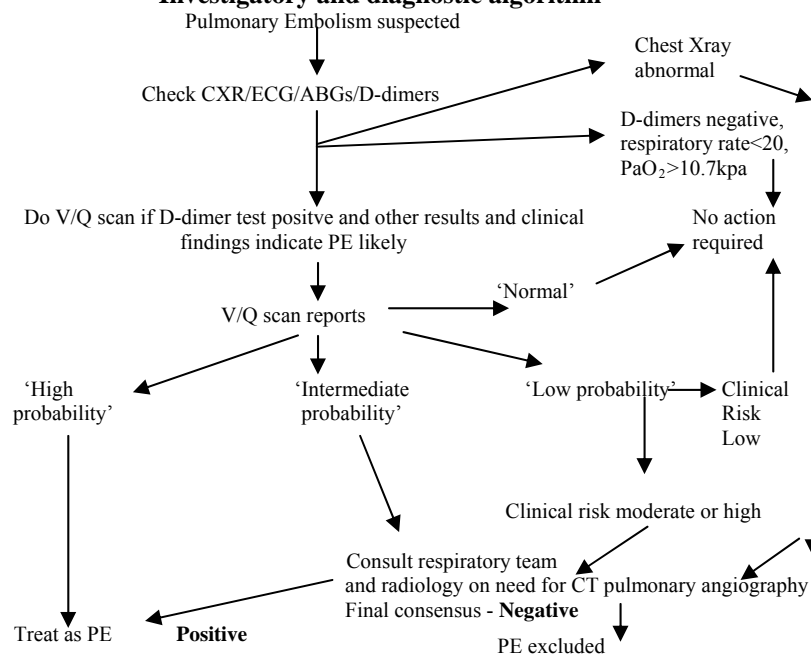 Investigatory and diagnostic algorithm
Pulmonary Embolism suspected
Chest Xray
abnormal
Check CXR/ECG/ABGs/D-dimers
D-dimers negative,
respiratory rate<20,
PaO₂>10.7kpa
Do V/Q scan if D-dimer test positve and other results and clinical
findings indicate PE likely
No action
required
‘Normal’
V/Q scan reports
‘High
probability’
‘Intermediate
probability’
‘Low probability’
Clinical
Risk
Low
Clinical risk moderate or high
Consult respiratory team
and radiology on need for CT pulmonary angiography
Final consensus - Negative
Treat as PE
Positive
PE excluded